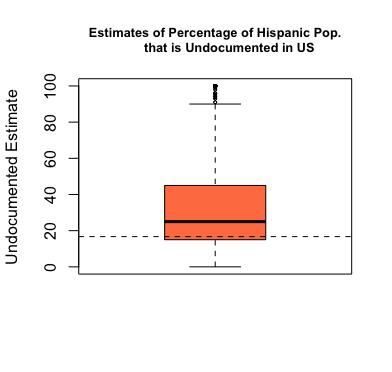 Estimates of Percentage of Hispanic Pop.
that is Undocumented in US
Undocumented Estimate
100
80
60
40
20
0